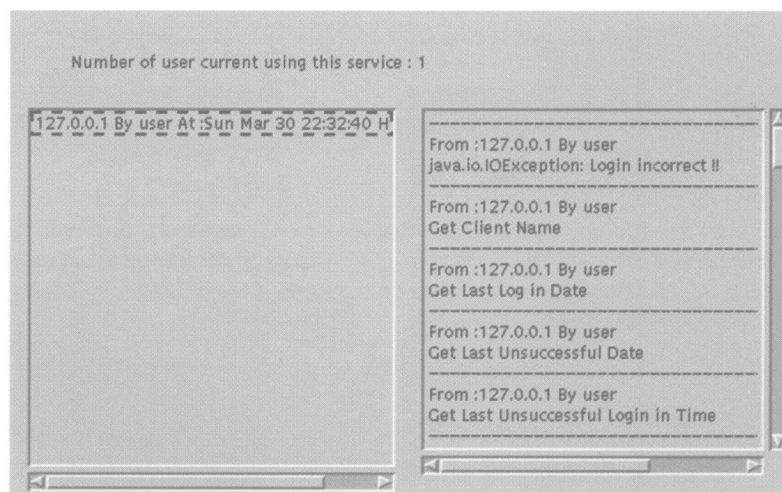 Number of user current using this service : 1
127.0.0.1 By user At :Sun Mar 30 22:32:40 H
From :127.0.0.1 By user
java.io.IOException: Login incorrect !!
From :127.0.0.1 By user
Get Client Name
From :127.0.0.1 By user
Get Last Log in Date
From :127.0.0.1 By user
Get Last Unsuccessful Date
From :127.0.0.1 By user
Get Last Unsuccessful Login in Time